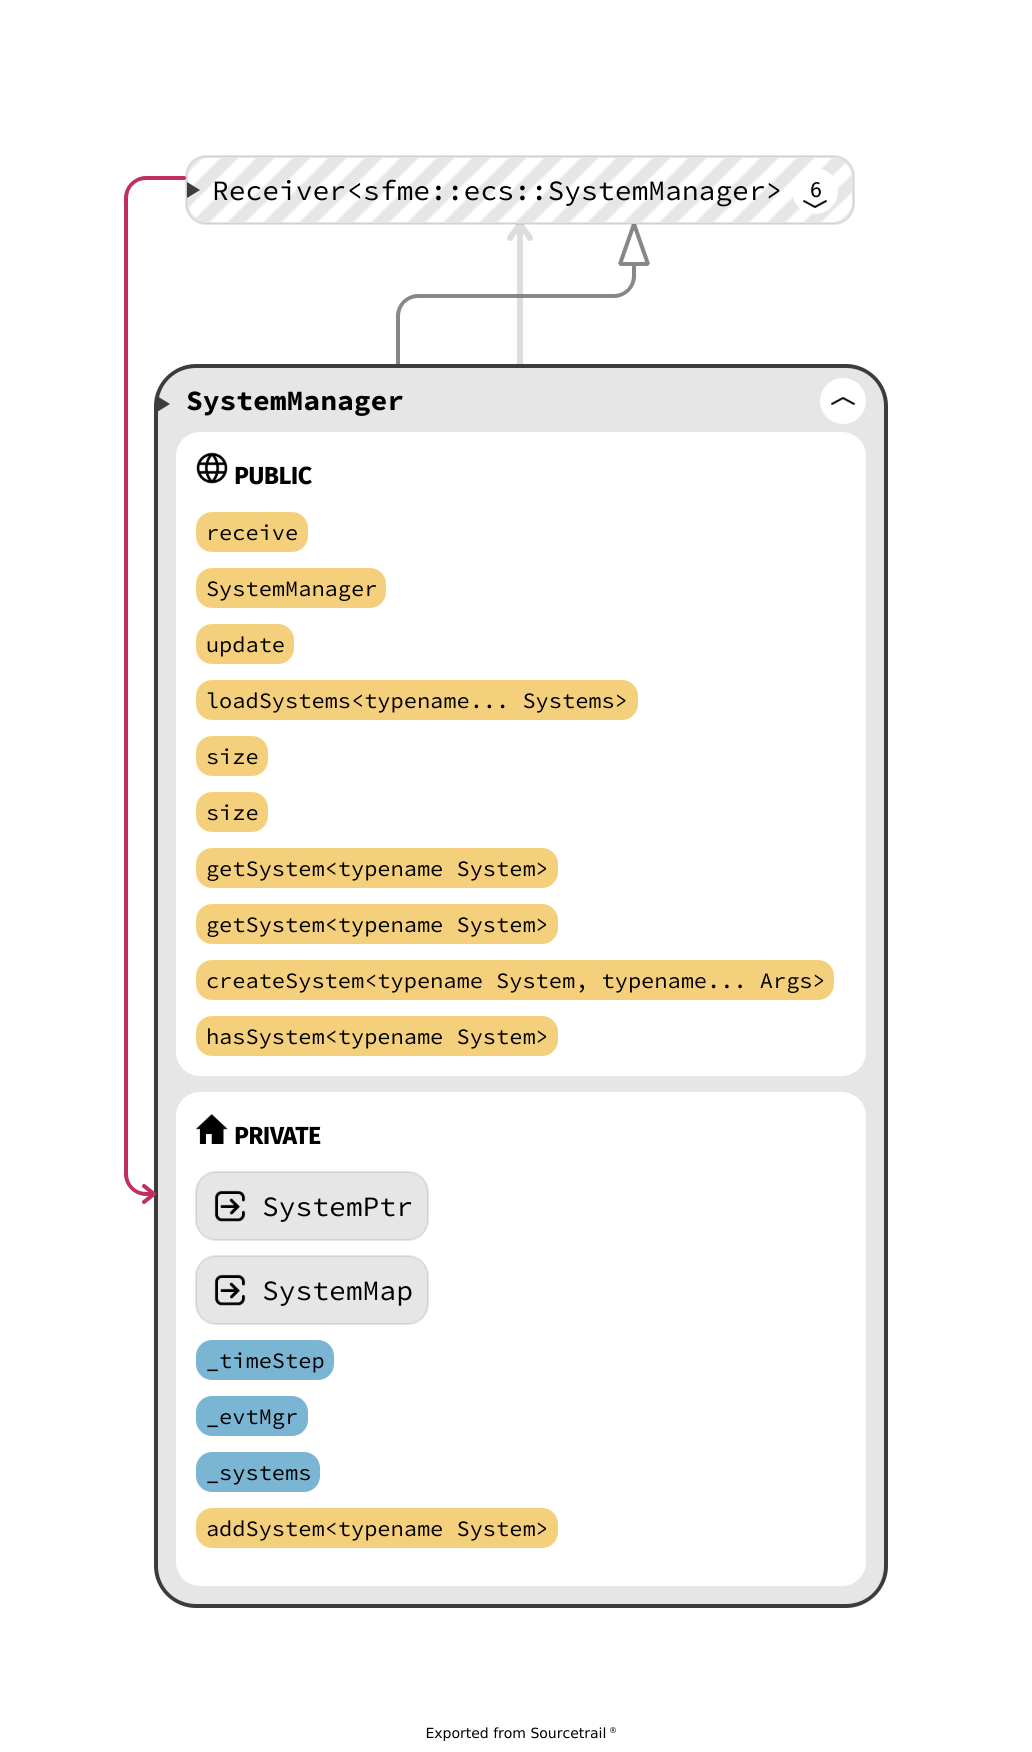 Receiver<sfme::ecs::SystemManager> 6
SystemManager
PUBLIC
receive
SystemManager
update
loadSystems<typename... Systems>
size
size
getSystem<typename System>
getSystem<typename System>
createSystem<typename System, typename... Args>
hasSystem<typename System>
PRIVATE
SystemPtr
SystemMap
_timeStep
_evtMgr
_systems
addSystem<typename System>
Exported from Sourcetrail ®